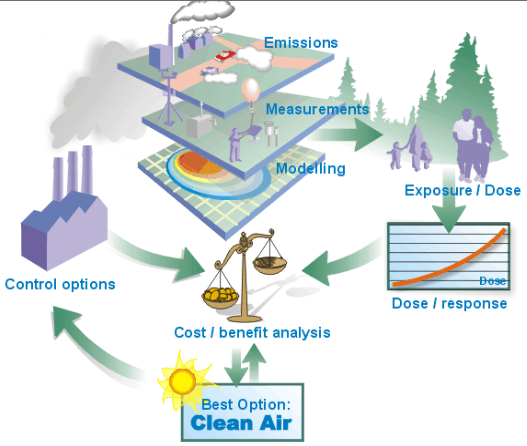 Emissions
Measurements
Modelling
Exposure / Dose
Control options
Dose
Dose / response
Cost / benefit analysis
Best Option:
Clean Air